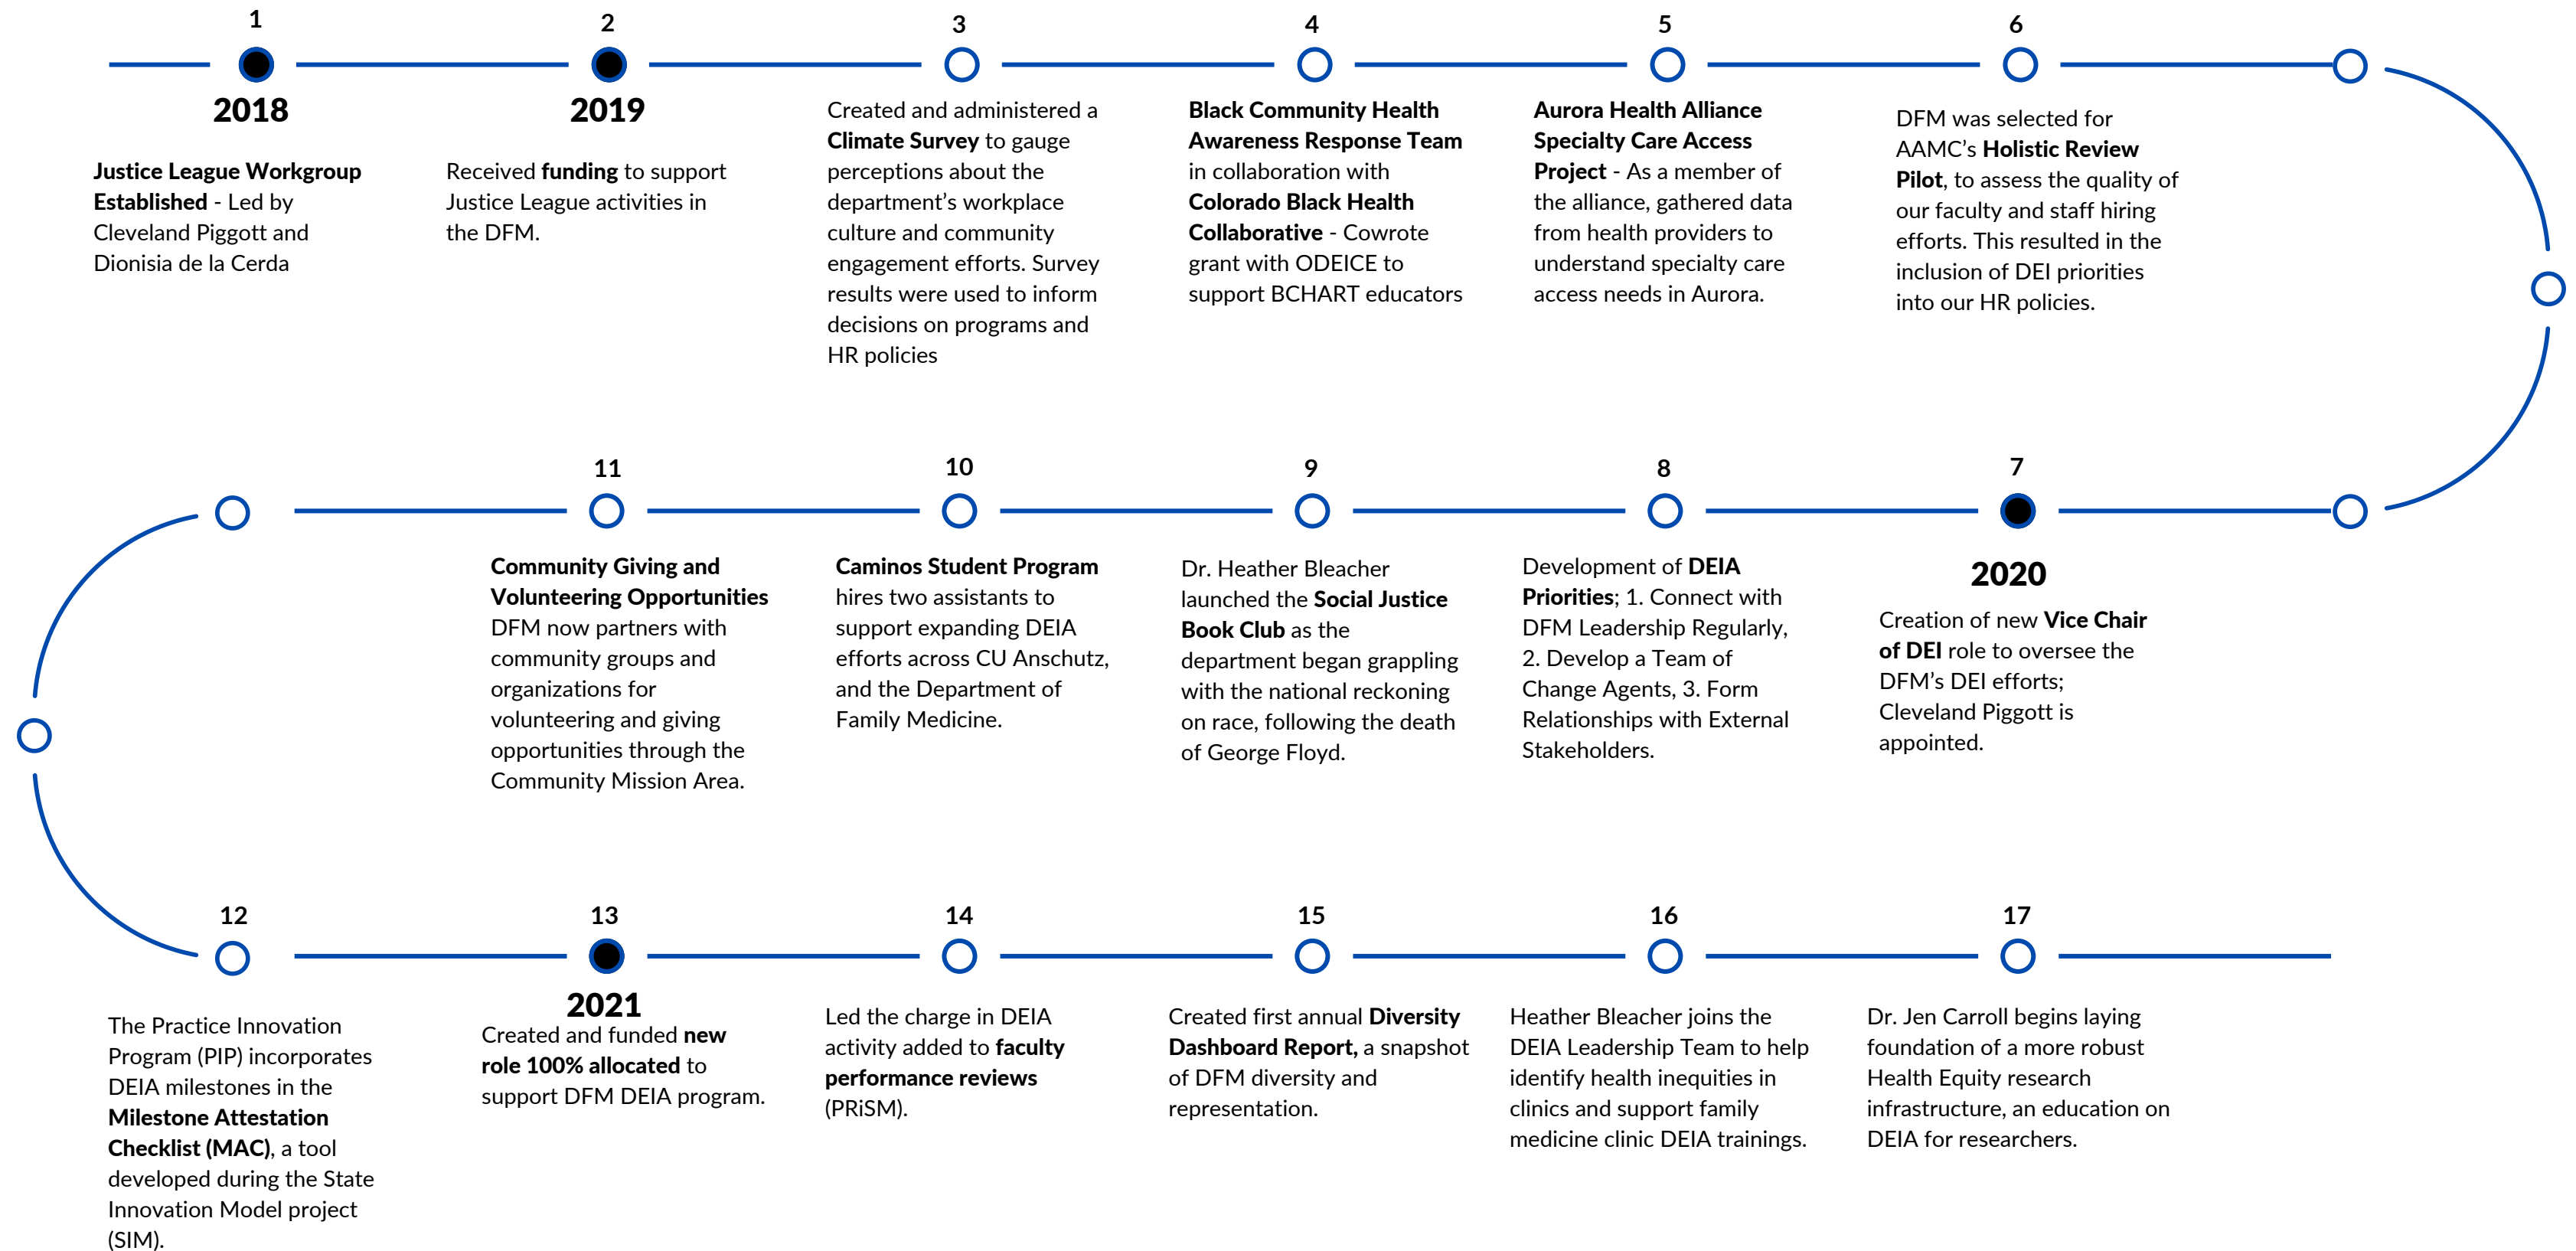 1
2018
Justice League Workgroup
Established - Led by
Cleveland Piggott and
Dionisia de la Cerda
2
2019
Received funding to support
Justice League activities in
the DFM.
3
Created and administered a
Climate Survey to gauge
perceptions about the
department’s workplace
culture and community
engagement efforts. Survey
results were used to inform
decisions on programs and
HR policies
4
Black Community Health
Awareness Response Team
in collaboration with
Colorado Black Health
Collaborative - Cowrote
grant with ODEICE to
support BCHART educators
5
Aurora Health Alliance
Specialty Care Access
Project - As a member of
the alliance, gathered data
from health providers to
understand specialty care
access needs in Aurora.
6
DFM was selected for
AAMC’s Holistic Review
Pilot, to assess the quality of
our faculty and staff hiring
efforts. This resulted in the
inclusion of DEI priorities
into our HR policies.
7
2020
Creation of new Vice Chair
of DEI role to oversee the
DFM’s DEI efforts;
Cleveland Piggott is
appointed.
8
Development of DEIA
Priorities; 1. Connect with
DFM Leadership Regularly,
2. Develop a Team of
Change Agents, 3. Form
Relationships with External
Stakeholders.
9
Dr. Heather Bleacher
launched the Social Justice
Book Club as the
department began grappling
with the national reckoning
on race, following the death
of George Floyd.
10
Caminos Student Program
hires two assistants to
support expanding DEIA
efforts across CU Anschutz,
and the Department of
Family Medicine.
11
Community Giving and
Volunteering Opportunities
DFM now partners with
community groups and
organizations for
volunteering and giving
opportunities through the
Community Mission Area.
12
The Practice Innovation
Program (PIP) incorporates
DEIA milestones in the
Milestone Attestation
Checklist (MAC), a tool
developed during the State
Innovation Model project
(SIM).
13
2021
Created and funded new
role 100% allocated to
support DFM DEIA program.
14
Led the charge in DEIA
activity added to faculty
performance reviews
(PRiSM).
15
Created first annual Diversity
Dashboard Report, a snapshot
of DFM diversity and
representation.
16
Heather Bleacher joins the
DEIA Leadership Team to help
identify health inequities in
clinics and support family
medicine clinic DEIA trainings.
17
Dr. Jen Carroll begins laying
foundation of a more robust
Health Equity research
infrastructure, an education on
DEIA for researchers.